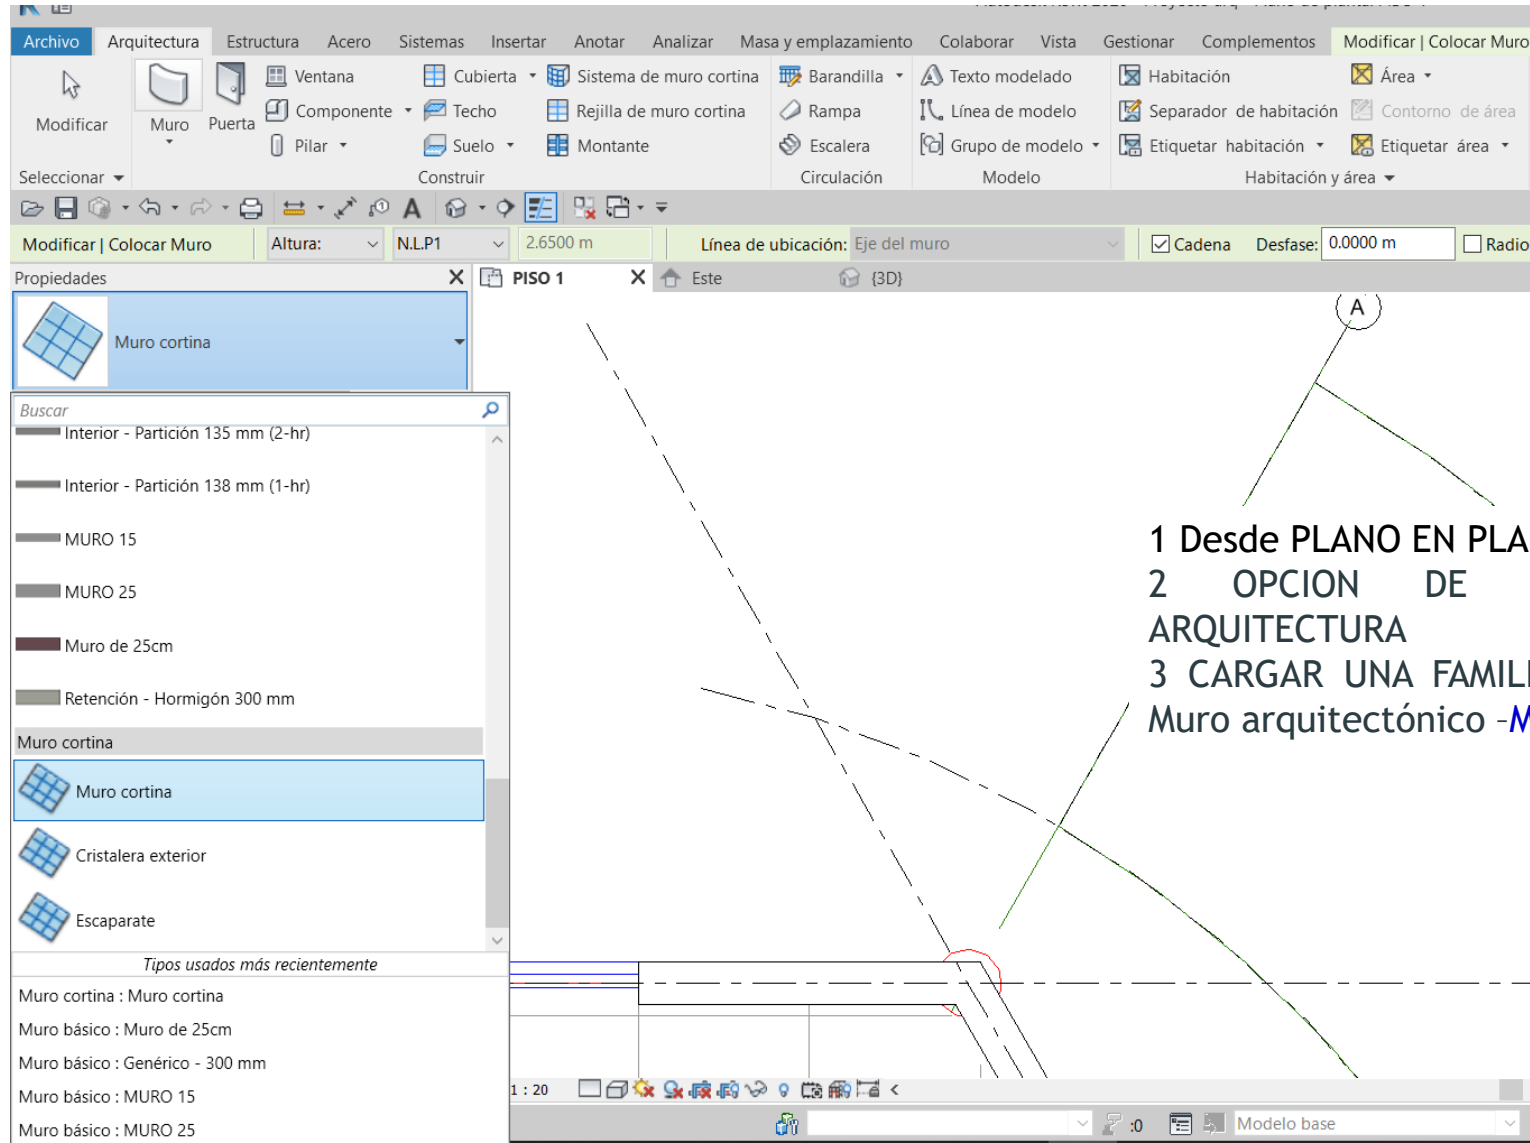 Archivo Arquitectura Estructura Acero Sistemas Insertar Anotar Analizar Masa y emplazamiento Colaborar Vista Gestionar Complementos Modificar | Colocar Muro
Ventana Cubierta Sistema de muro cortina Barandilla Texto modelado Habitación Área
Componente Techo Rejilla de muro cortina Rampa Línea de modelo Separador de habitación Contorno de área
Modificar Muro Puerta
Pilar Suelo Montante Escalera Grupo de modelo Etiquetar habitación Etiquetar área
Seleccionar Construir Circulación Modelo Habitación y área
Modificar | Colocar Muro Altura: N.L.P1 2.6500 m Línea de ubicación: Eje del muro Cadena Desfase: 0.0000 m Radio
Propiedades PISO 1 Este {3D}
Muro cortina
A
Buscar
Interior - Partición 135 mm (2-hr)
Interior - Partición 138 mm (1-hr)
MURO 15
MURO 25
Muro de 25cm
Retención - Hormigón 300 mm
Muro cortina
Muro cortina
Cristalera exterior
Escaparate
Tipos usados más recientemente
Muro cortina : Muro cortina
Muro básico : Muro de 25cm
Muro básico : Genérico - 300 mm
Muro básico : MURO 15
Muro básico : MURO 25
1 Desde PLANO EN PLA
2 OPCION DE
ARQUITECTURA
3 CARGAR UNA FAMILI
Muro arquitectónico –M
1 : 20
:0 Modelo base